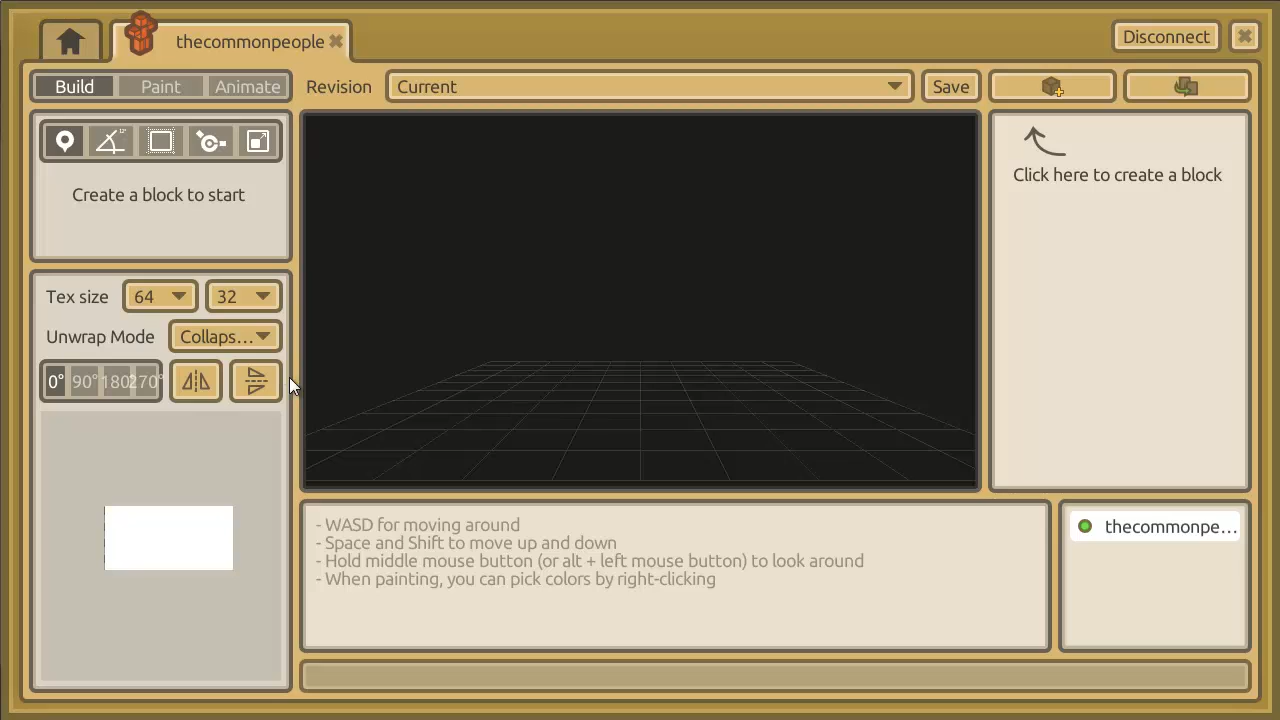 thecommonpeople
Disconnect
Build Paint Animate
Revision Current Save
Create a block to start
Click here to create a block
Tex size 64 32
Unwrap Mode Collaps...
0° 90° 180 270°
- WASD for moving around
- Space and Shift to move up and down
- Hold middle mouse button (or alt + left mouse button) to look around
- When painting, you can pick colors by right-clicking
thecommonpe...